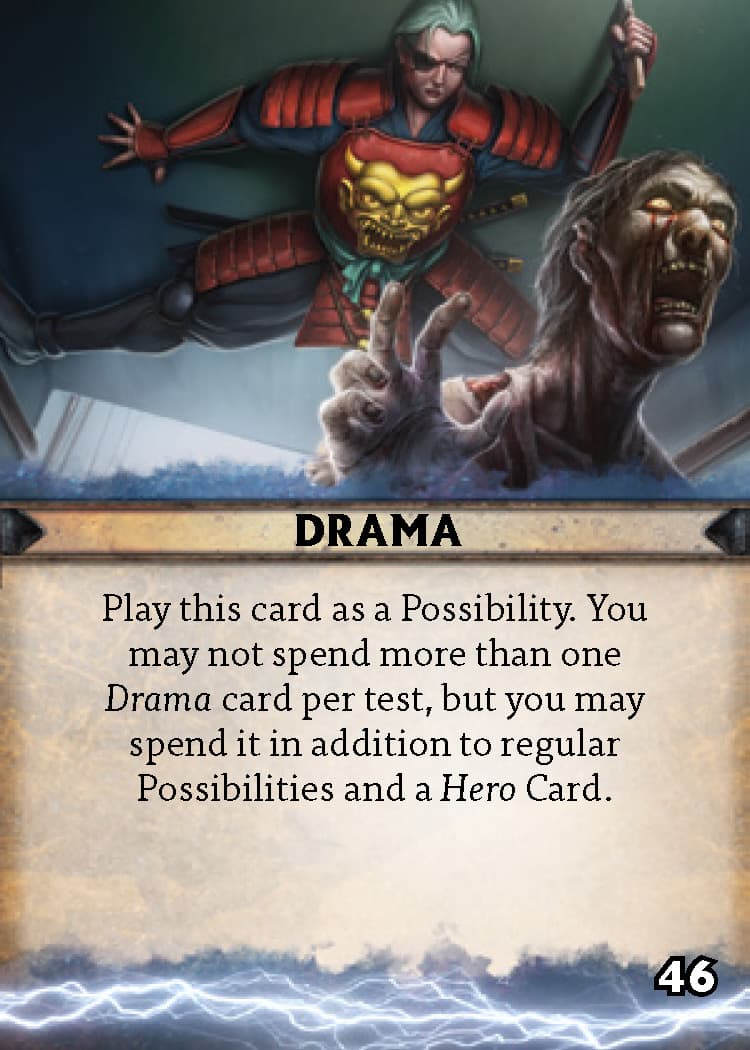 DRAMA
Play this card as a Possibility. You
may not spend more than one
Drama card per test, but you may
spend it in addition to regular
Possibilities and a Hero Card.
46